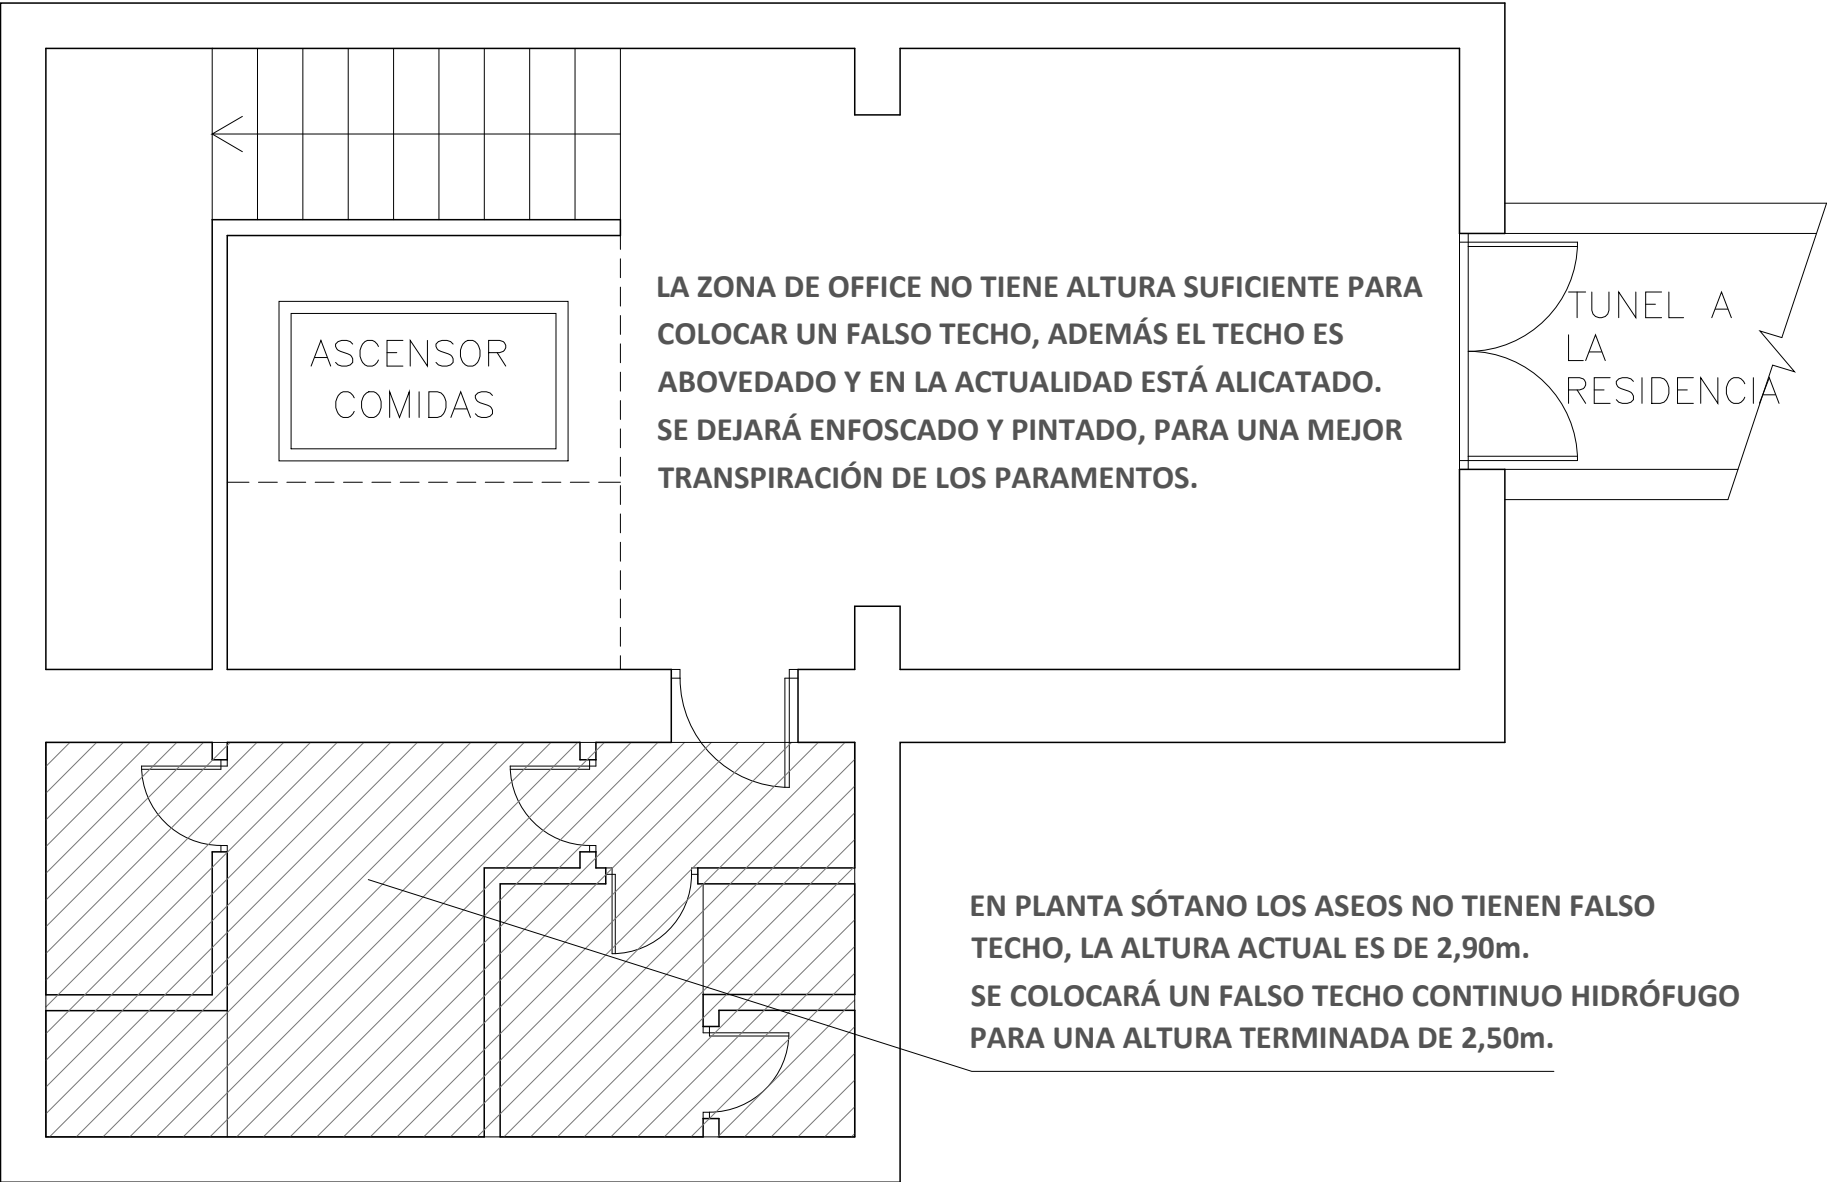 LA ZONA DE OFFICE NO TIENE ALTURA SUFICIENTE PARA
COLOCAR UN FALSO TECHO, ADEMÁS EL TECHO ES
ABOVEDADO Y EN LA ACTUALIDAD ESTÁ ALICATADO.
SE DEJARÁ ENFOSCADO Y PINTADO, PARA UNA MEJOR
TRANSPIRACIÓN DE LOS PARAMENTOS.
ASCENSOR
COMIDAS
TUNEL A
LA
RESIDENCIA
EN PLANTA SÓTANO LOS ASEOS NO TIENEN FALSO
TECHO, LA ALTURA ACTUAL ES DE 2,90m.
SE COLOCARÁ UN FALSO TECHO CONTINUO HIDRÓFUGO
PARA UNA ALTURA TERMINADA DE 2,50m.